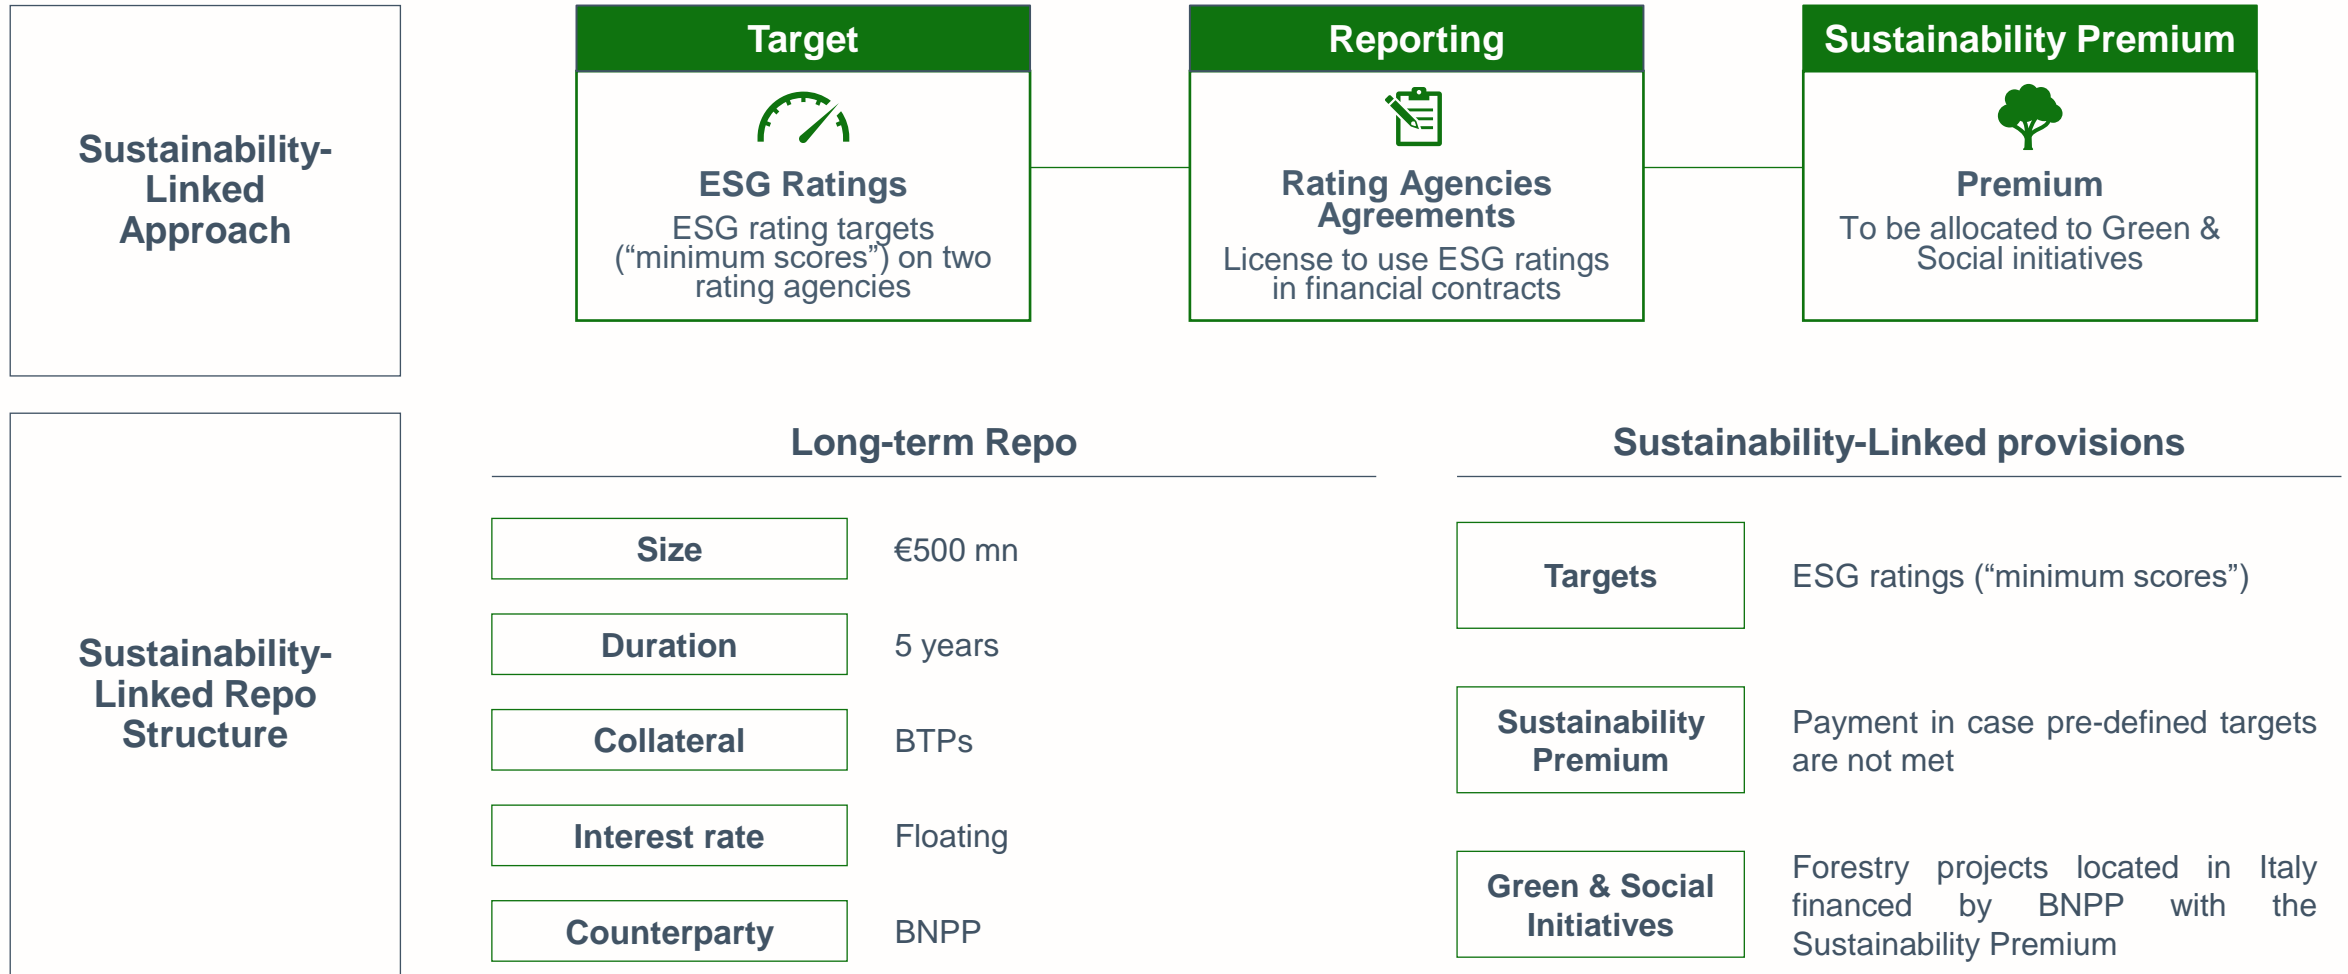 Sustainability-
Linked
Approach
Target
ESG Ratings
ESG rating targets
(“minimum scores”) on two
rating agencies
Reporting
Rating Agencies
Agreements
License to use ESG ratings
in financial contracts
Sustainability Premium
Premium
To be allocated to Green &
Social initiatives
Sustainability-
Linked Repo
Structure
Long-term Repo
Size
€500 mn
Duration
5 years
Collateral
BTPs
Interest rate
Floating
Counterparty
BNPP
Sustainability-Linked provisions
Targets
ESG ratings (“minimum scores”)
Sustainability
Premium
Payment in case pre-defined targets
are not met
Green & Social
Initiatives
Forestry projects located in Italy
financed by BNPP with the
Sustainability Premium